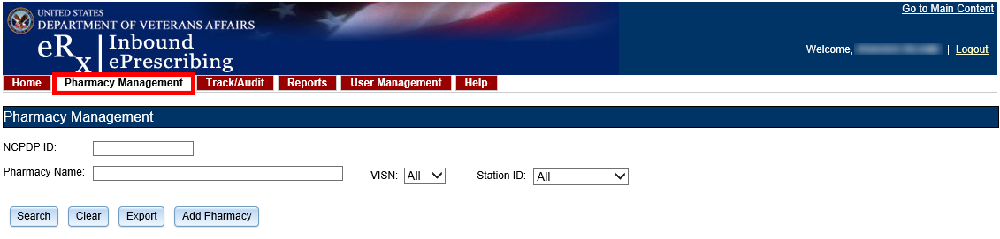 Go to Main Content
UNITED STATES
DEPARTMENT OF VETERANS AFFAIRS
eRx Inbound
ePrescribing
Welcome, | Logout
Home Pharmacy Management Track/Audit Reports User Management Help
Pharmacy Management
NCPDP ID:
Pharmacy Name: VISN: All Station ID: All
Search Clear Export Add Pharmacy